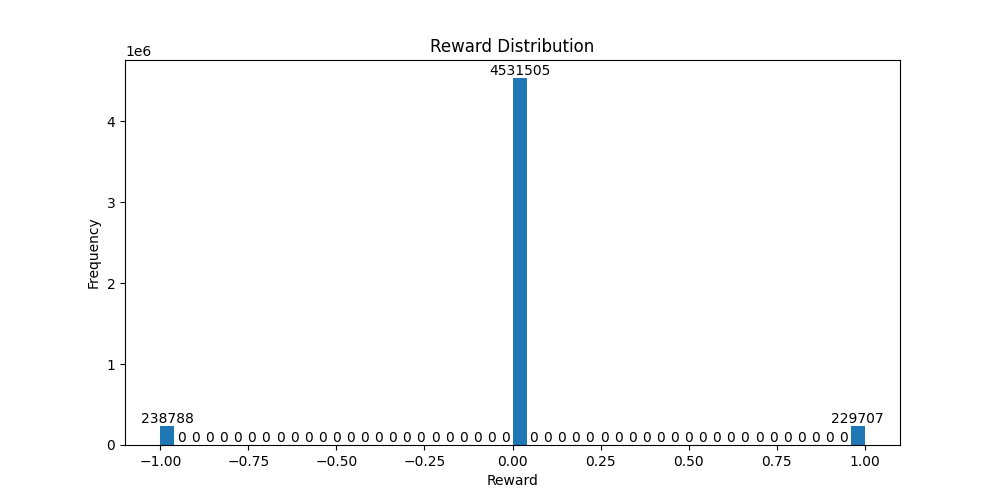 Reward Distribution
1e6
4531505
4
3
2
1
0
Frequency
238788
229707
0 0 0 0 0 0 0 0 0 0 0 0 0 0 0 0 0 0 0 0 0 0 0 0 0 0 0 0 0 0 0 0 0 0 0 0 0 0 0 0 0 0 0 0 0 0 0
−1.00 −0.75 −0.50 −0.25 0.00 0.25 0.50 0.75 1.00
Reward